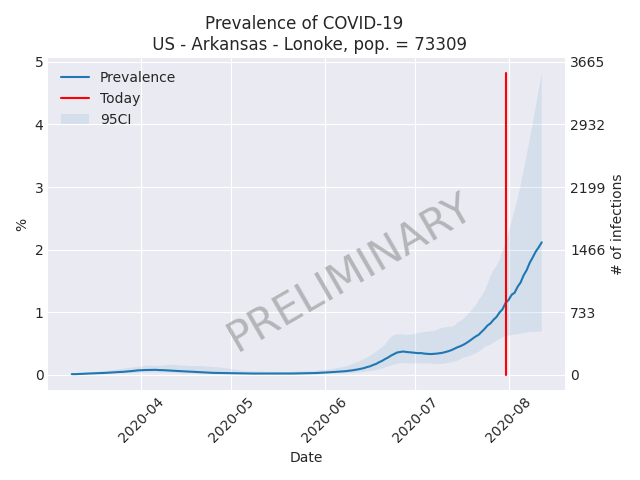 Prevalence of COVID-19
US - Arkansas - Lonoke, pop. = 73309
Prevalence
Today
95CI
5
4
3
2
1
0
%
3665
2932
2199
1466
733
0
# of infections
PRELIMINARY
2020-04
2020-05
2020-06
2020-07
2020-08
Date